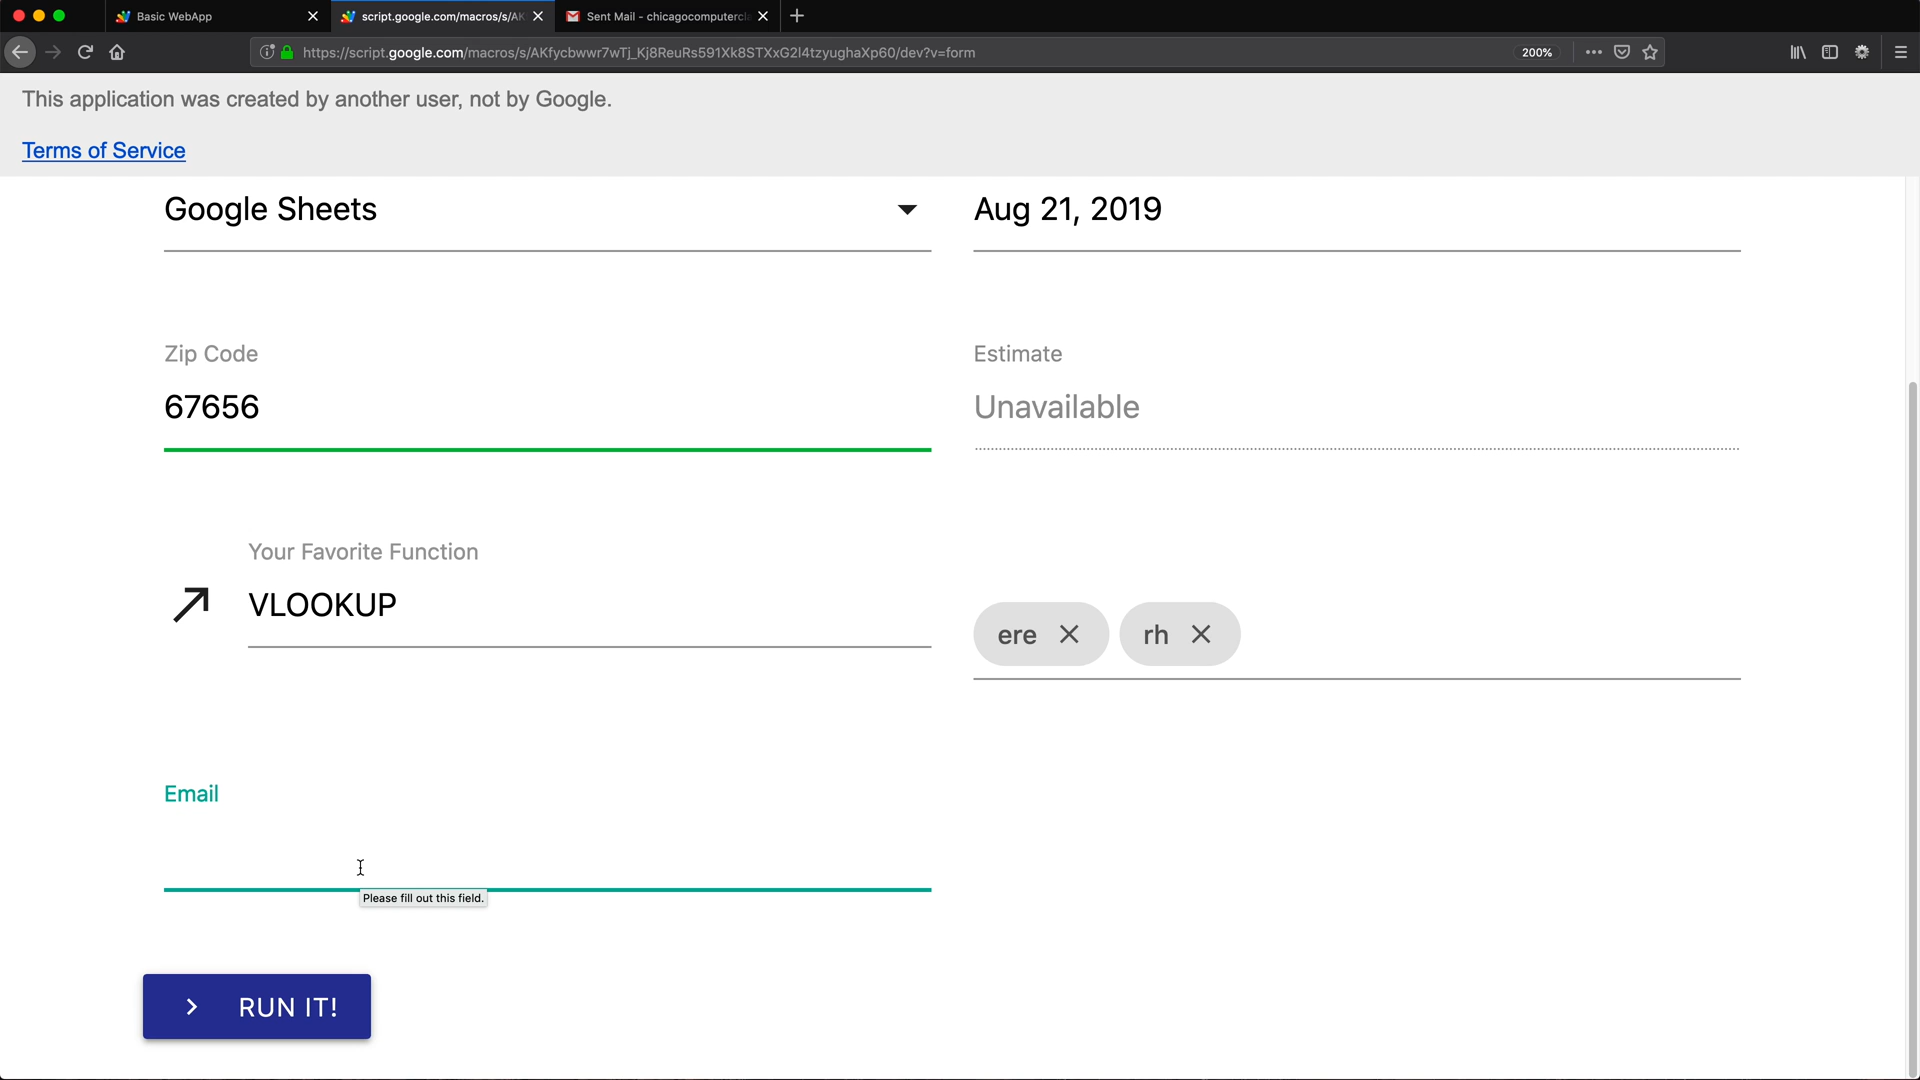 Basic WebApp
script.google.com/macros/s/AK
Sent Mail - chicagocomputercla
https://script.google.com/macros/s/AKfycbwwr7wTj_Kj8ReuRs591Xk8STXxG2l4tzyughaXp60/dev?v=form
200%
This application was created by another user, not by Google.
Terms of Service
Google Sheets
Aug 21, 2019
Zip Code
Estimate
67656
Unavailable
Your Favorite Function
VLOOKUP
ere
rh
Email
Please fill out this field.
RUN IT!